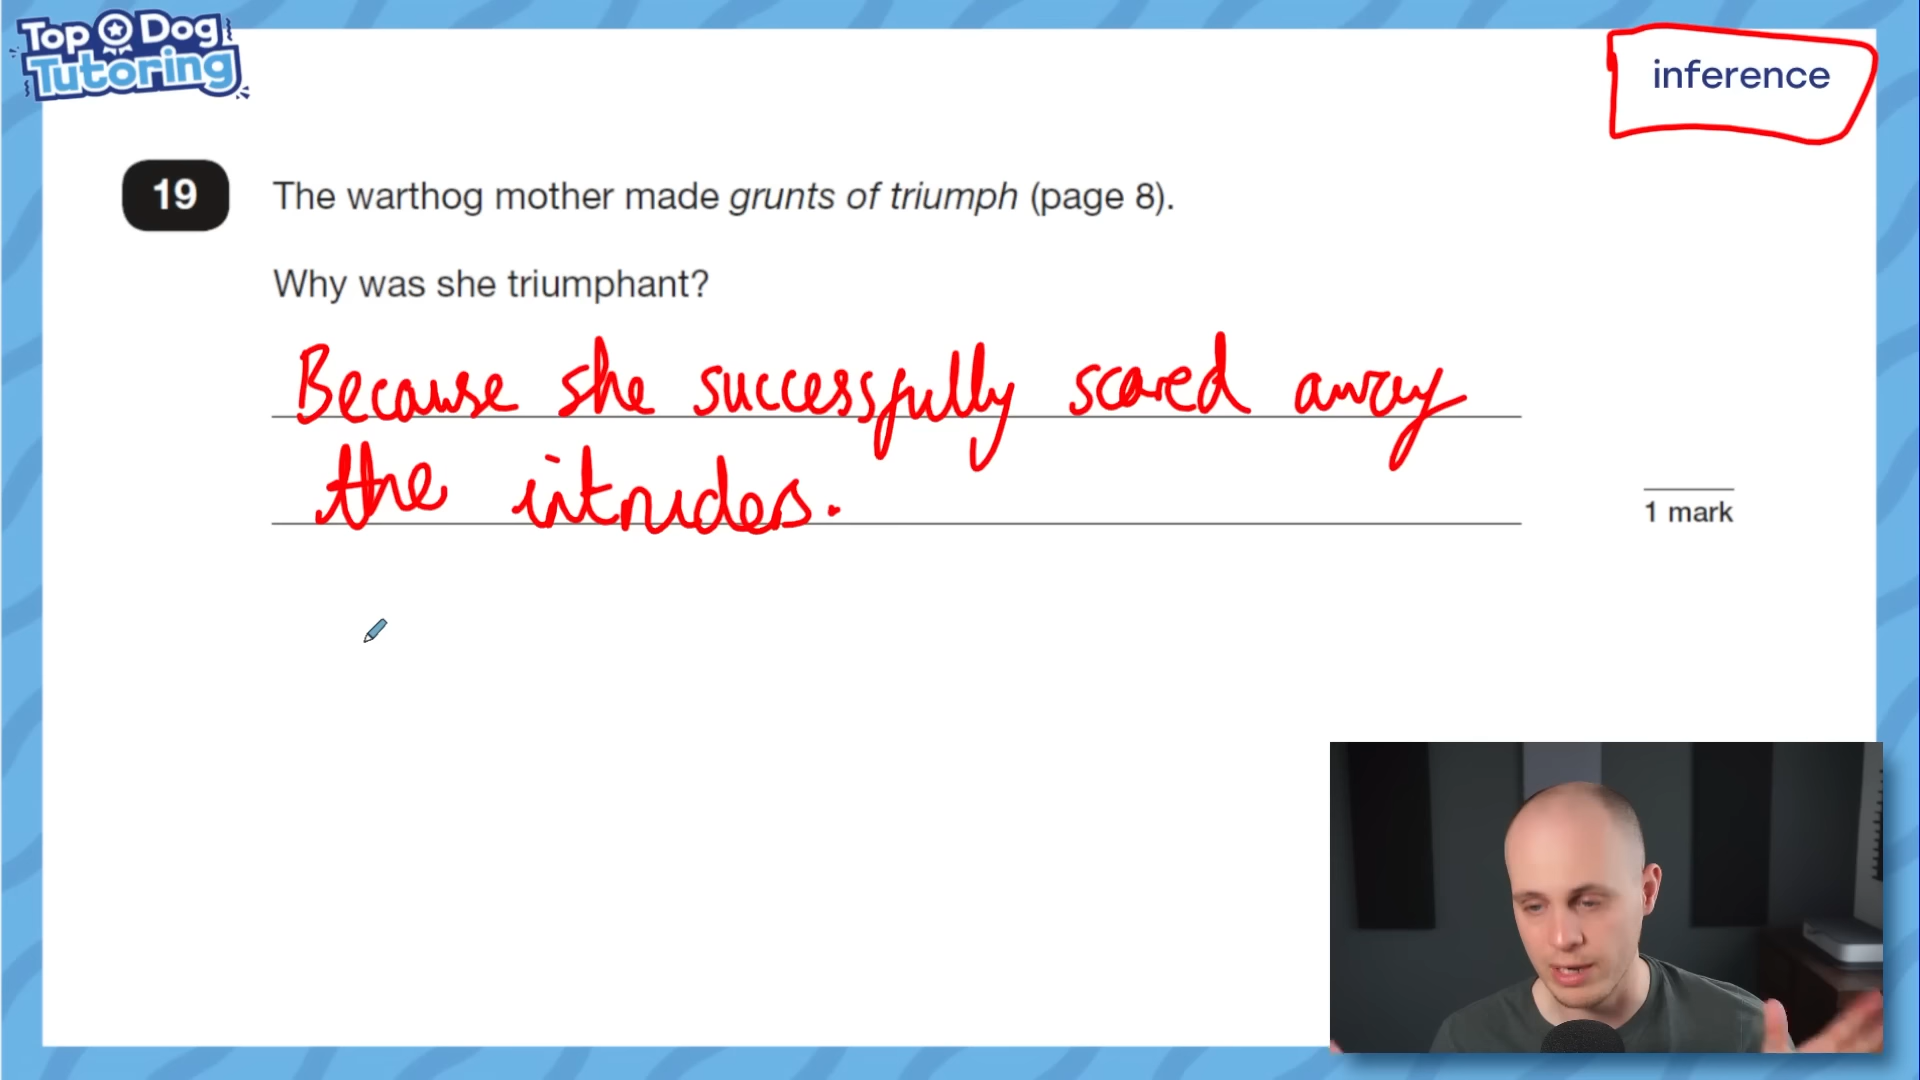 Top Dog
Tutoring
inference
19 The warthog mother made grunts of triumph (page 8).
Why was she triumphant?
Because she successfully scared away
the intruders.
1 mark